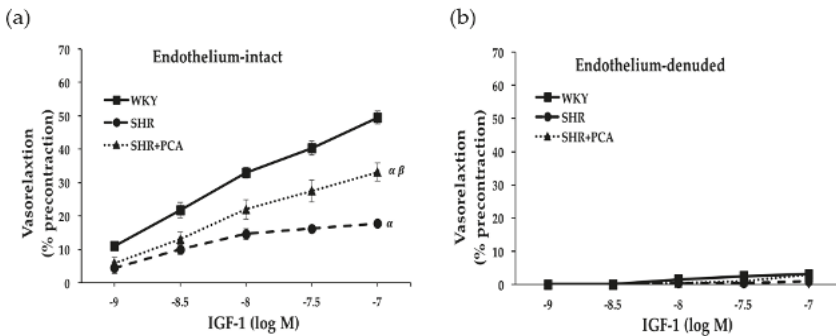 (a)
Endothelium-intact
70
60
50
40
30
20
10
0
Vasorelaxtion
(% precontraction)
WKY
SHR
SHR+PCA
α β
α
-9 -8.5 -8 -7.5 -7
IGF-1 (log M)
(b)
Endothelium-denuded
70
60
50
40
30
20
10
0
Vasorelaxtion
(% precontraction)
WKY
SHR
SHR+PCA
-9 -8.5 -8 -7.5 -7
IGF-1 (log M)